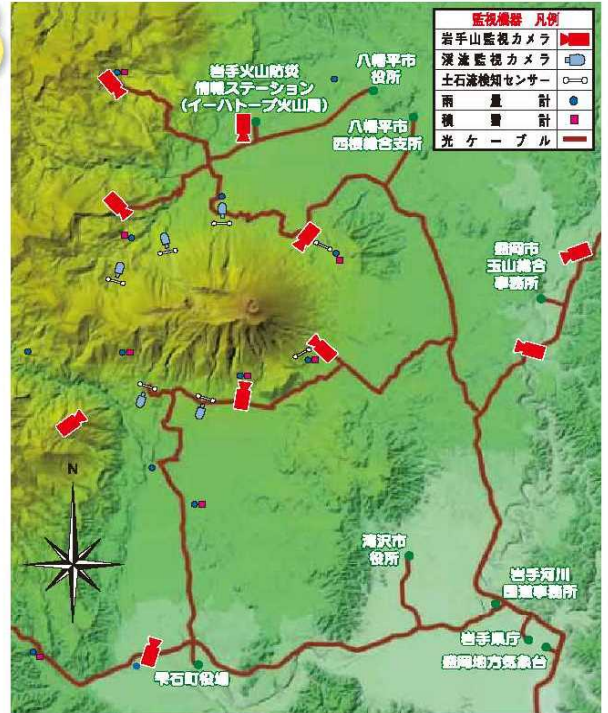 監視機器 凡例
岩手山監視カメラ
渓流監視カメラ
土石流検知センサー
雨量計
積雪計
光ケーブル
岩手火山防災
情報ステーション
(イーハトーブ火山局)
八幡平市
役所
八幡平市
西根総合支所
盛岡市
玉山総合
事務所
N
滝沢市
役所
岩手河川
国道事務所
岩手県庁
盛岡地方気象台
雫石町役場